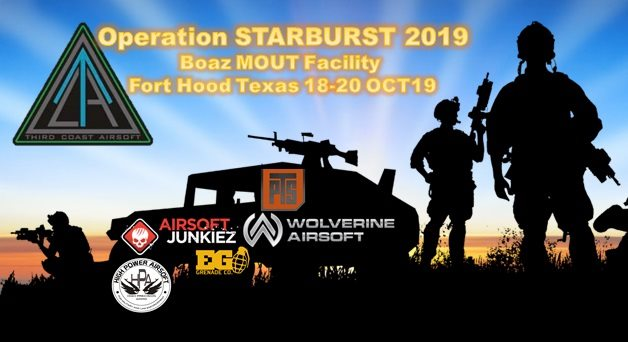 Operation STARBURST 2019
Boaz MOUT Facility
Fort Hood Texas 18-20 OCT19
THIRD COAST AIRSOFT
PTS
AIRSOFT
JUNKIEZ
WOLVERINE
AIRSOFT
EG
GRENADE CO.
HIGH POWER AIRSOFT
HPA